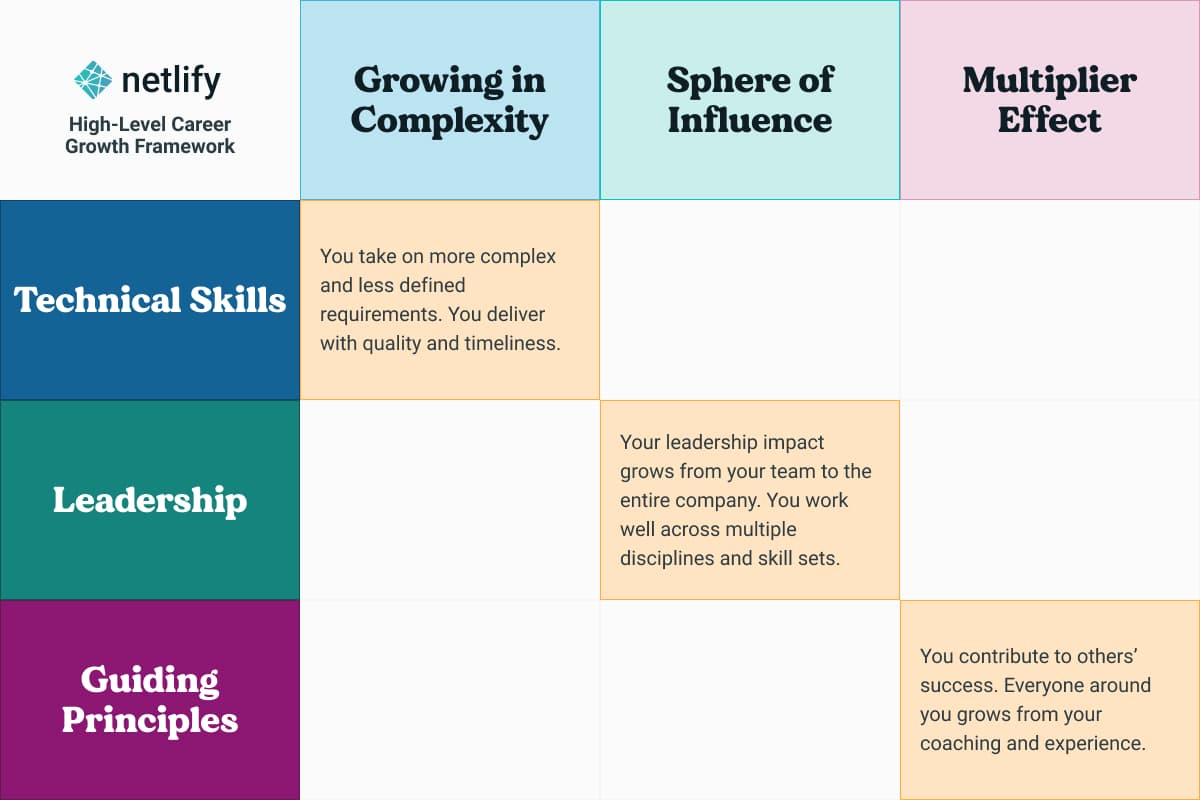 netlify
High-Level Career
Growth Framework
Growing in
Complexity
Sphere of
Influence
Multiplier
Effect
Technical Skills
You take on more complex
and less defined
requirements. You deliver
with quality and timeliness.
Leadership
Your leadership impact
grows from your team to the
entire company. You work
well across multiple
disciplines and skill sets.
Guiding
Principles
You contribute to others’
success. Everyone around
you grows from your
coaching and experience.